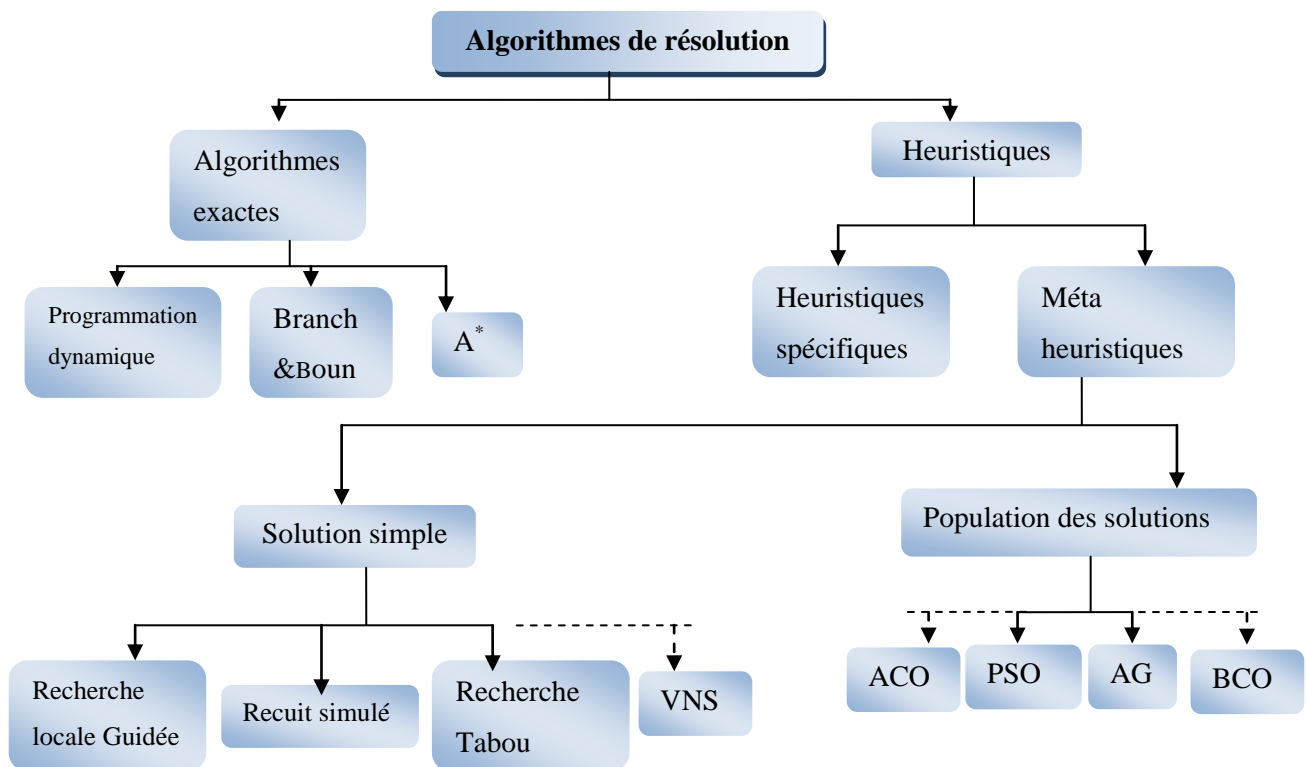 Algorithmes de résolution
Algorithmes
exactes
Heuristiques
Programmation
dynamique
Branch
&Boun
A*
Heuristiques
spécifiques
Méta
heuristiques
Solution simple
Population des solutions
Recherche
locale Guidée
Recuit simulé
Recherche
Tabou
VNS
ACO
PSO
AG
BCO